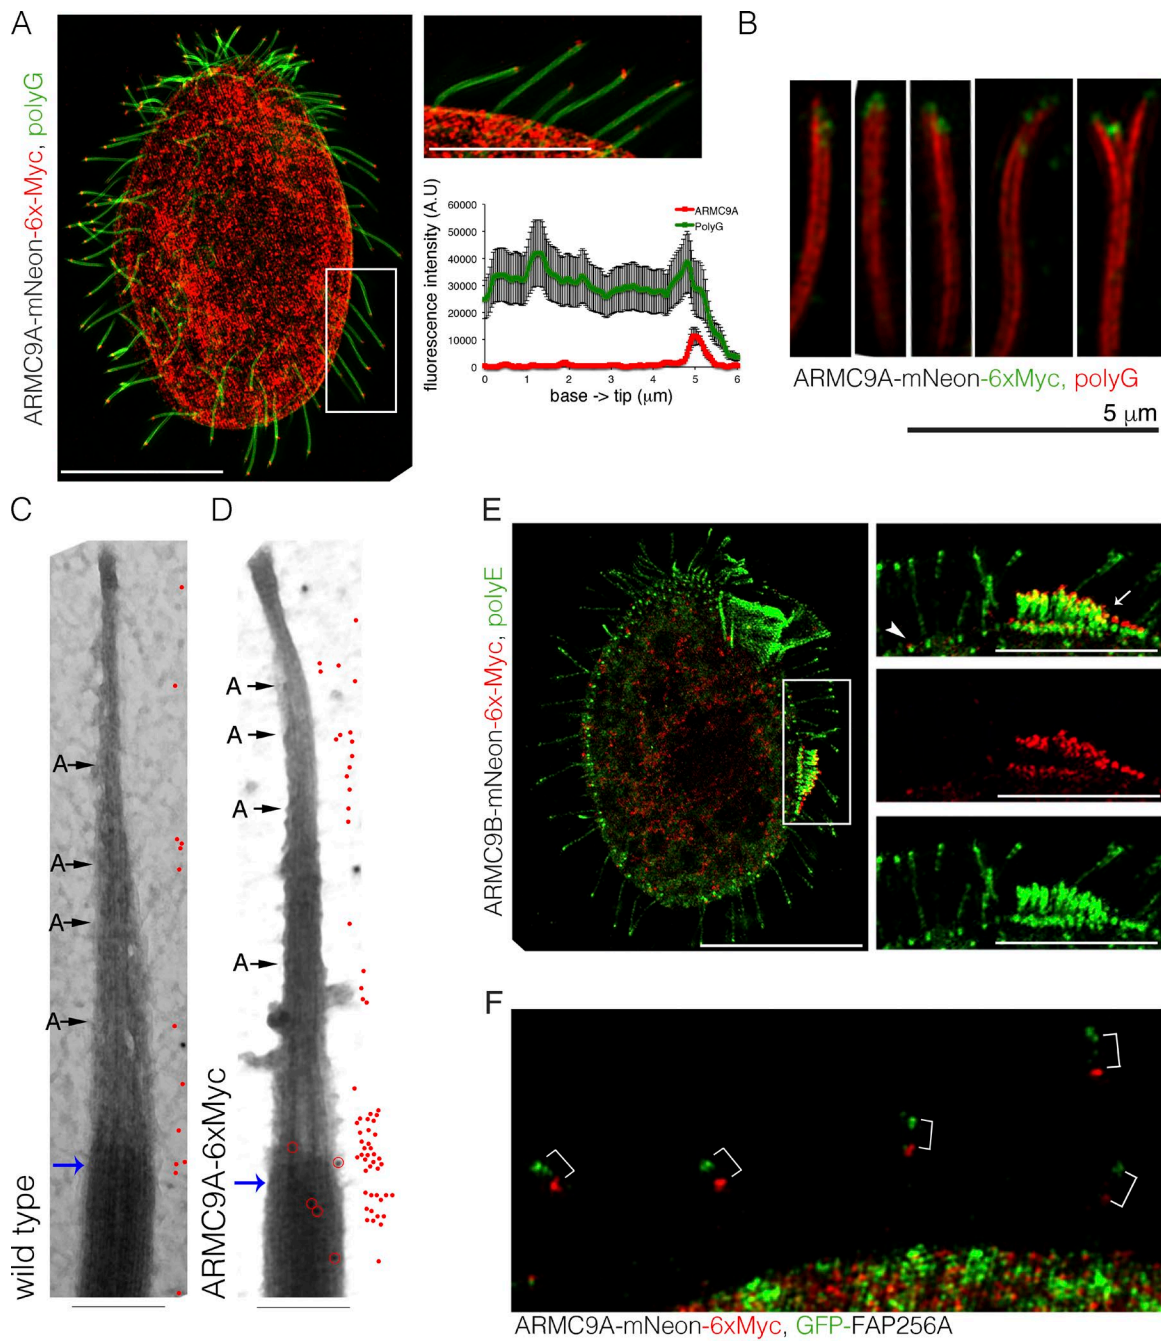 A
B
ARMC9A-mNeon-6x-Myc, polyG
fluorescence intensity (A.U)
60000
50000
40000
30000
20000
10000
0
ARMC9A
PolyG
0 1 2 3 4 5 6
base -> tip (μm)
ARMC9A-mNeon-6xMyc, polyG
5 μm
C
D
E
wild type
A
A
A
A
ARMC9A-6xMyc
A
A
A
A
ARMC9B-mNeon-6x-Myc, polyE
F
ARMC9A-mNeon-6xMyc, GFP-FAP256A